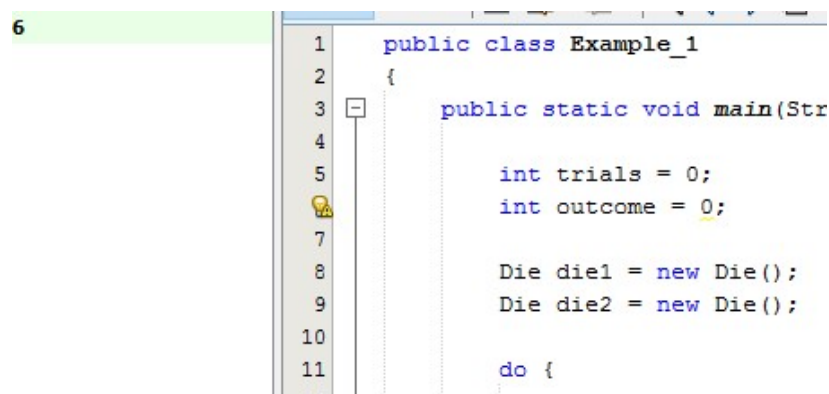 6
1 public class Example_1
2 {
3 public static void main(Str
4
5 int trials = 0;
int outcome = 0;
7
8 Die die1 = new Die();
9 Die die2 = new Die();
10
11 do {